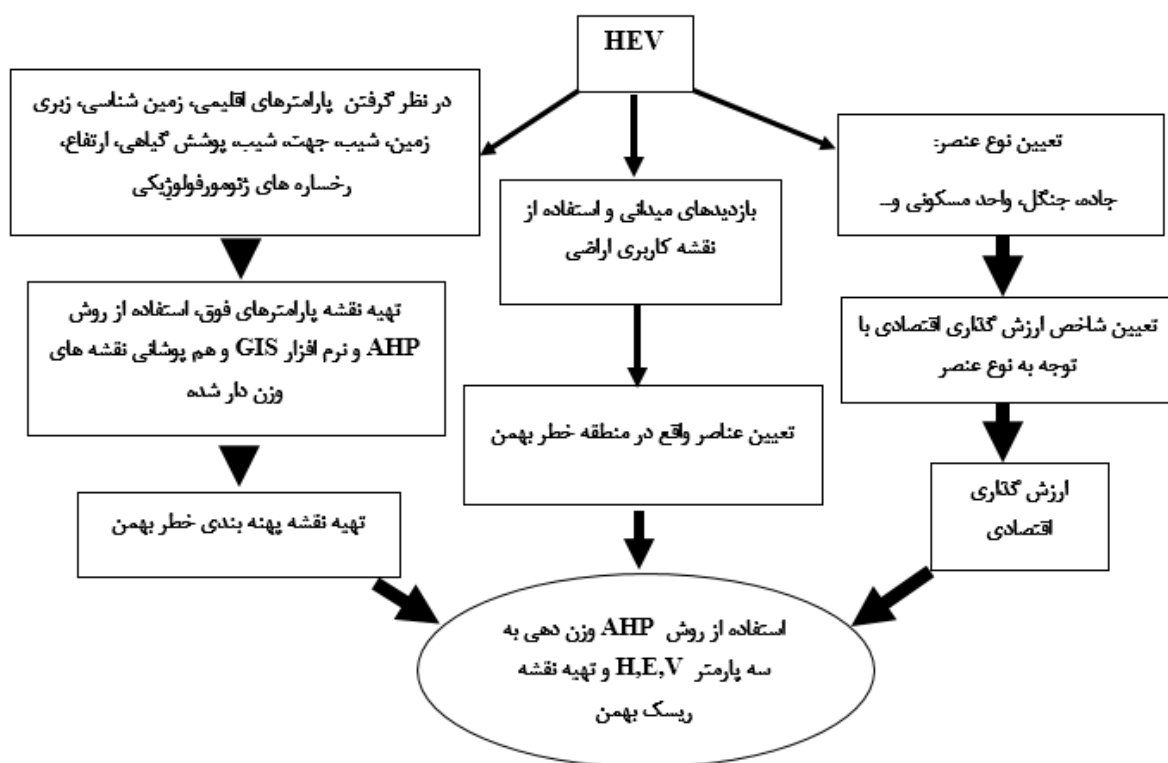 HEV
در نظر گرفتن پارامترهای اقلیمی، زمین شناسی، زبری
زمین، شیب، جهت، شیب، پوشش گیاهی، ارتفاع،
رخساره های ژئومورفولوژیکی
تهیه نقشه پارامترهای فوق، استفاده از روش
AHP و نرم افزار GIS و هم پوشانی نقشه های
وزن دار شده
تهیه نقشه پهنه بندی خطر بهمن
بازدیدهای میدانی و استفاده از
نقشه کاربری اراضی
تعیین عناصر واقع در منطقه خطر بهمن
تعیین نوع عنصر:
جاده، جنگل، واحد مسکونی و...
تعیین شاخص ارزش گذاری اقتصادی با
توجه به نوع عنصر
ارزش گذاری
اقتصادی
استفاده از روش AHP وزن دهی به
سه پارمتر H,E,V و تهیه نقشه
ریسک بهمن